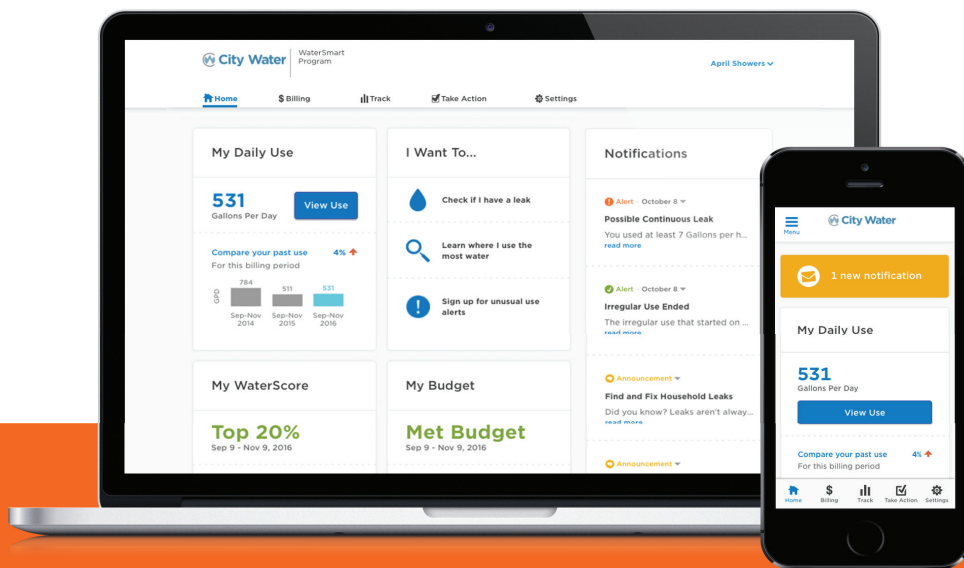 City Water
WaterSmart
Program
April Showers
Home
$ Billing
Track
Take Action
Settings
My Daily Use
531
Gallons Per Day
View Use
Compare your past use
4%
For this billing period
GPD
784
511
531
Sep-Nov
2014
Sep-Nov
2015
Sep-Nov
2016
I Want To...
Check if I have a leak
Learn where I use the
most water
Sign up for unusual use
alerts
Notifications
Alert · October 8
Possible Continuous Leak
You used at least 7 Gallons per h...
read more
Alert · October 8
Irregular Use Ended
The irregular use that started on ...
read more
Announcement
Find and Fix Household Leaks
Did you know? Leaks aren't alway...
read more
Announcement
My WaterScore
Top 20%
Sep 9 - Nov 9, 2016
My Budget
Met Budget
Sep 9 - Nov 9, 2016
Menu
City Water
1 new notification
My Daily Use
531
Gallons Per Day
View Use
Compare your past use
4%
For this billing period
Home
$
Billing
Track
Take Action
Settings